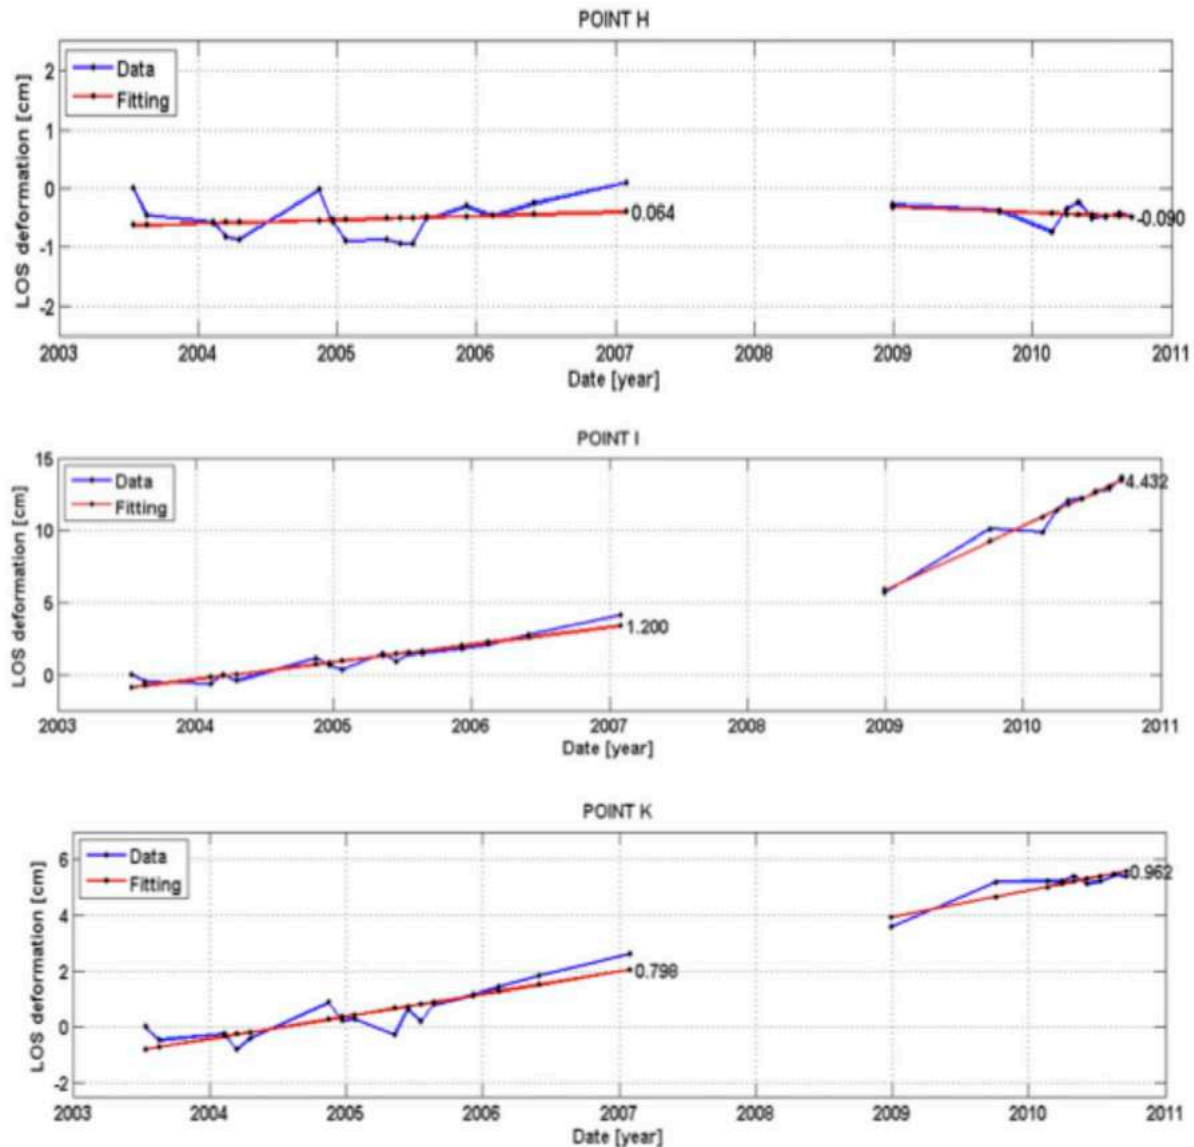 POINT H
Data
Fitting
LOS deformation [cm]
2
1
0
-1
-2
0.064
-0.090
2003 2004 2005 2006 2007 2008 2009 2010 2011
Date [year]
POINT I
Data
Fitting
LOS deformation [cm]
15
10
5
0
1.200
4.432
2003 2004 2005 2006 2007 2008 2009 2010 2011
Date [year]
POINT K
Data
Fitting
LOS deformation [cm]
6
4
2
0
-2
0.798
0.962
2003 2004 2005 2006 2007 2008 2009 2010 2011
Date [year]